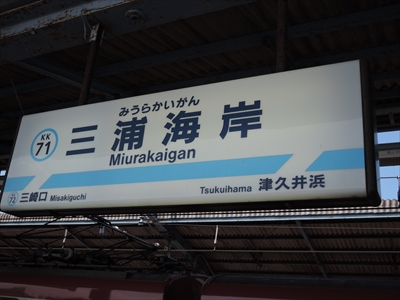 みうらかいがん
KK
71
三浦海岸
Miurakaigan
72 三崎口 Misakiguchi
Tsukuihama 津久井浜